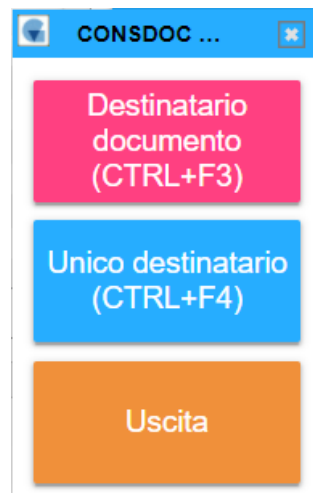 CONSDOC ...
Destinatario
documento
(CTRL+F3)
Unico destinatario
(CTRL+F4)
Uscita